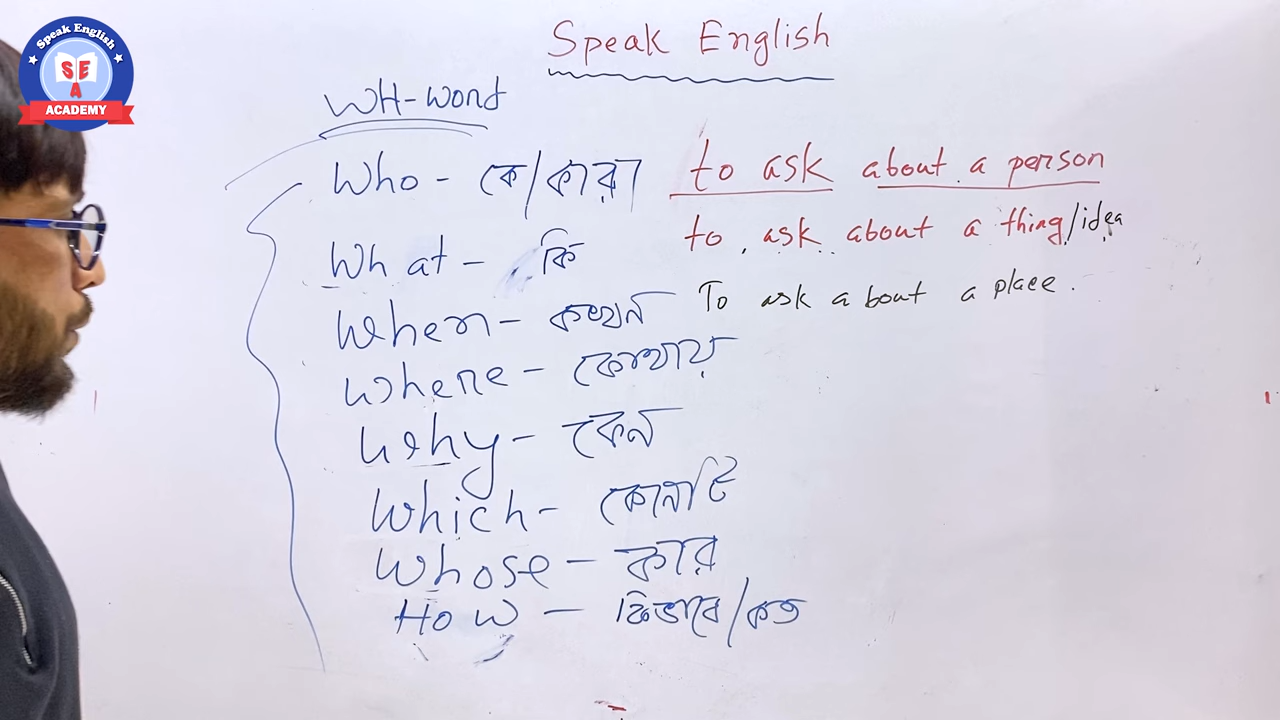 Speak English
SE
A
ACADEMY
Speak English
WH-word
Who - কে/কারা to ask about a person
What - কি to ask about a thing/idea
When - কখন To ask about a place.
Where - কোথায়
Why - কেন
Which - কোনটি
Whose - কার
How - কিভাবে/কত